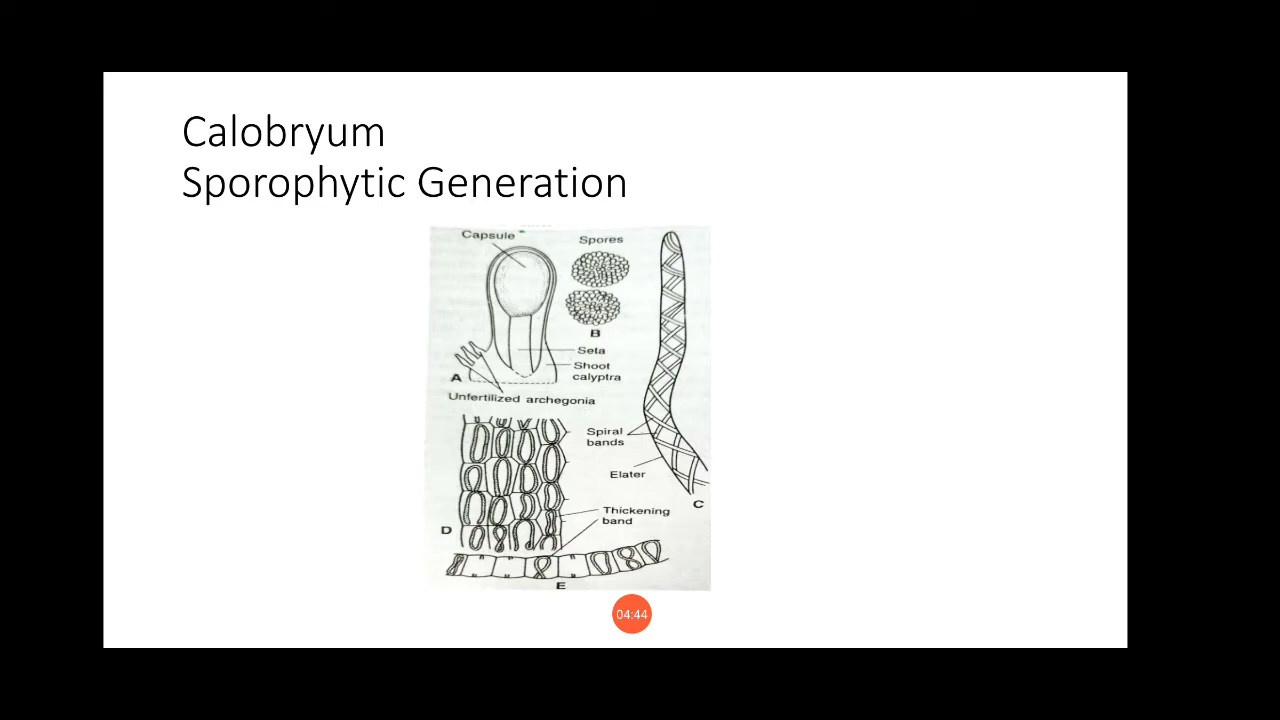 Calobryum
Sporophytic Generation
Capsule
Spores
B
Seta
Shoot
calyptra
A
Unfertilized archegonia
Spiral
bands
Elater
C
Thickening
band
D
E
04:44